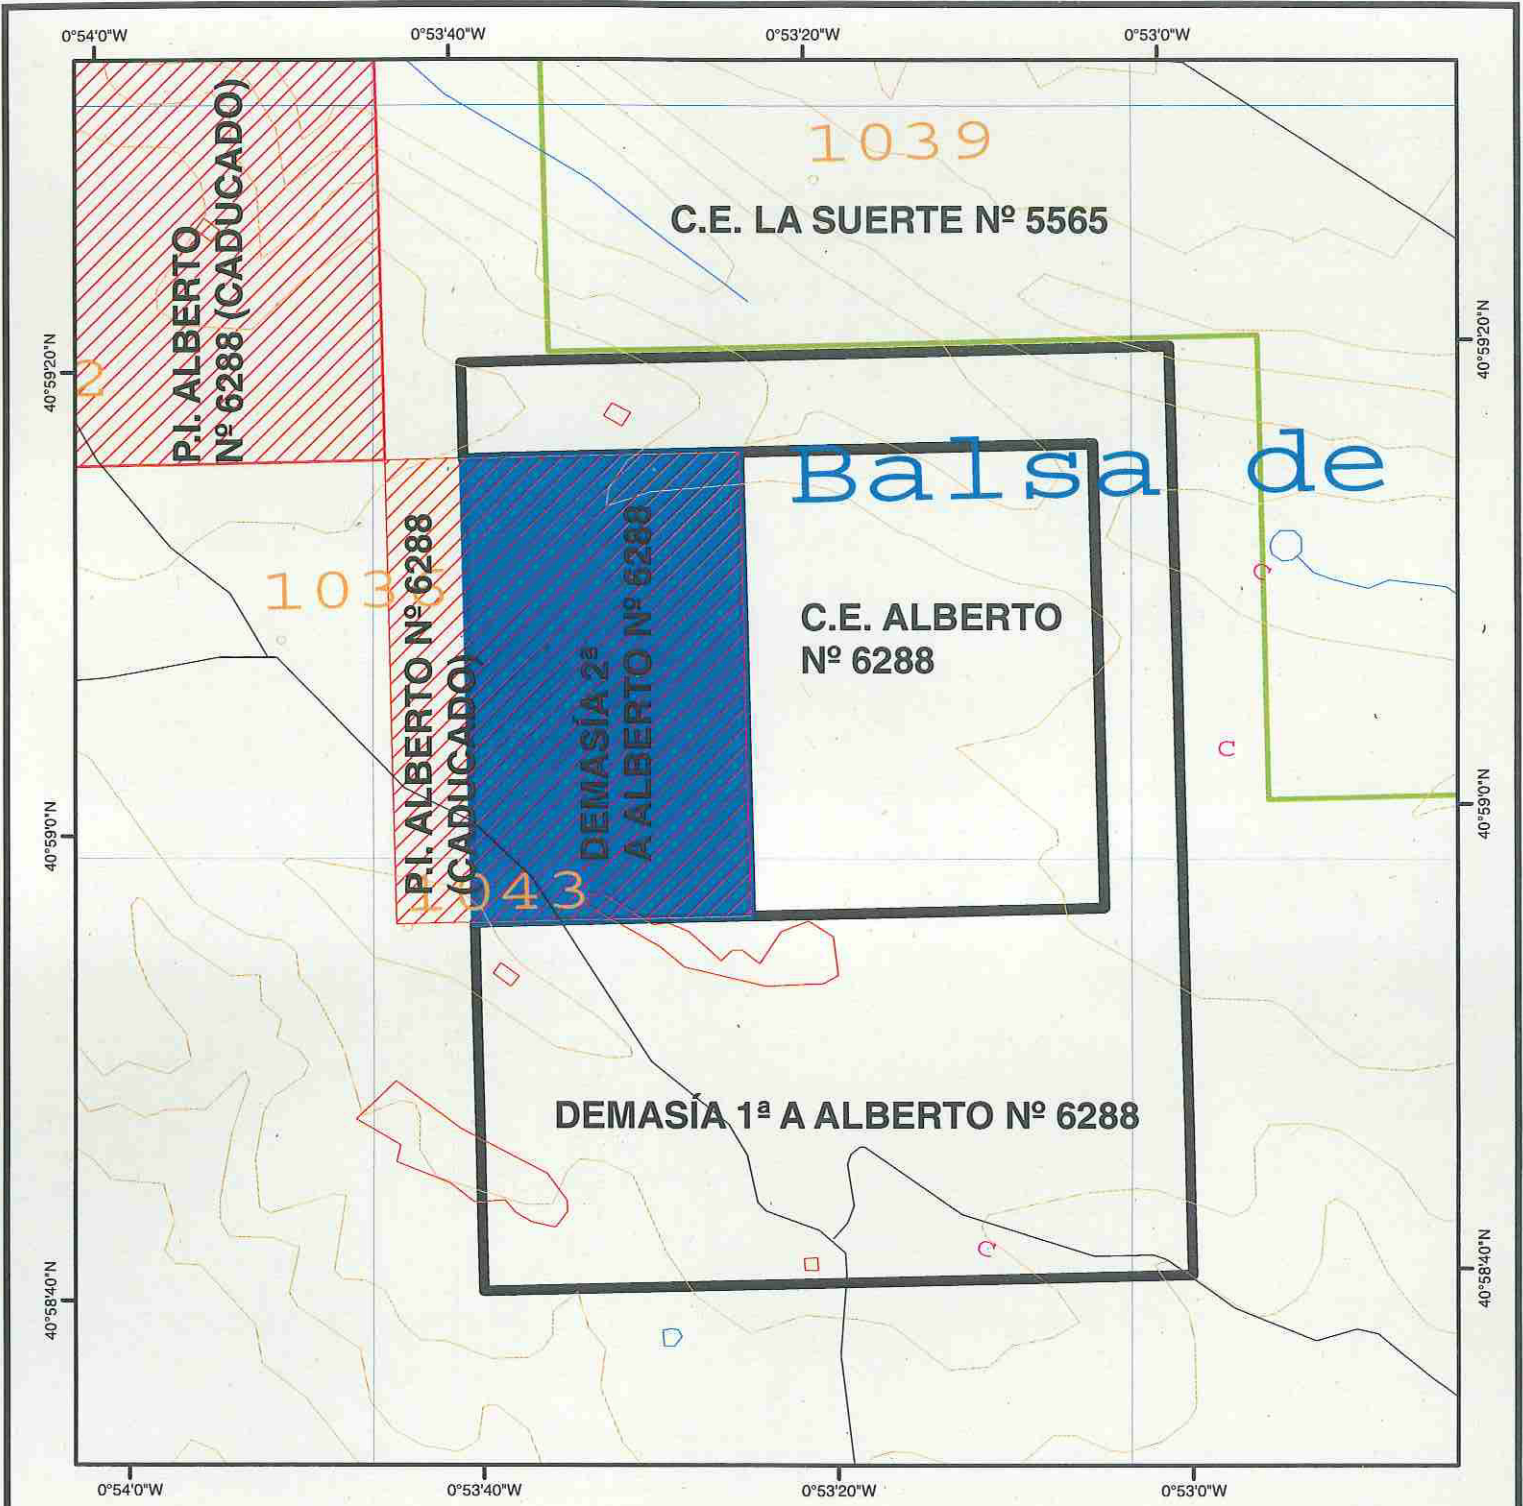 0°54'0"W
0°53'40"W
0°53'20"W
0°53'0"W
1039
C.E. LA SUERTE Nº 5565
P.I. ALBERTO
Nº 6288 (CADUCADO)
40°59'20"N
40°59'20"N
2
Balsa de
P.I. ALBERTO Nº 6288
(CADUCADO)
DEMASÍA 2ª
A ALBERTO Nº 6288
C.E. ALBERTO
Nº 6288
C
C
40°59'0"N
40°59'0"N
1043
DEMASÍA 1ª A ALBERTO Nº 6288
C
40°58'40"N
40°58'40"N
0°54'0"W
0°53'40"W
0°53'20"W
0°53'0"W